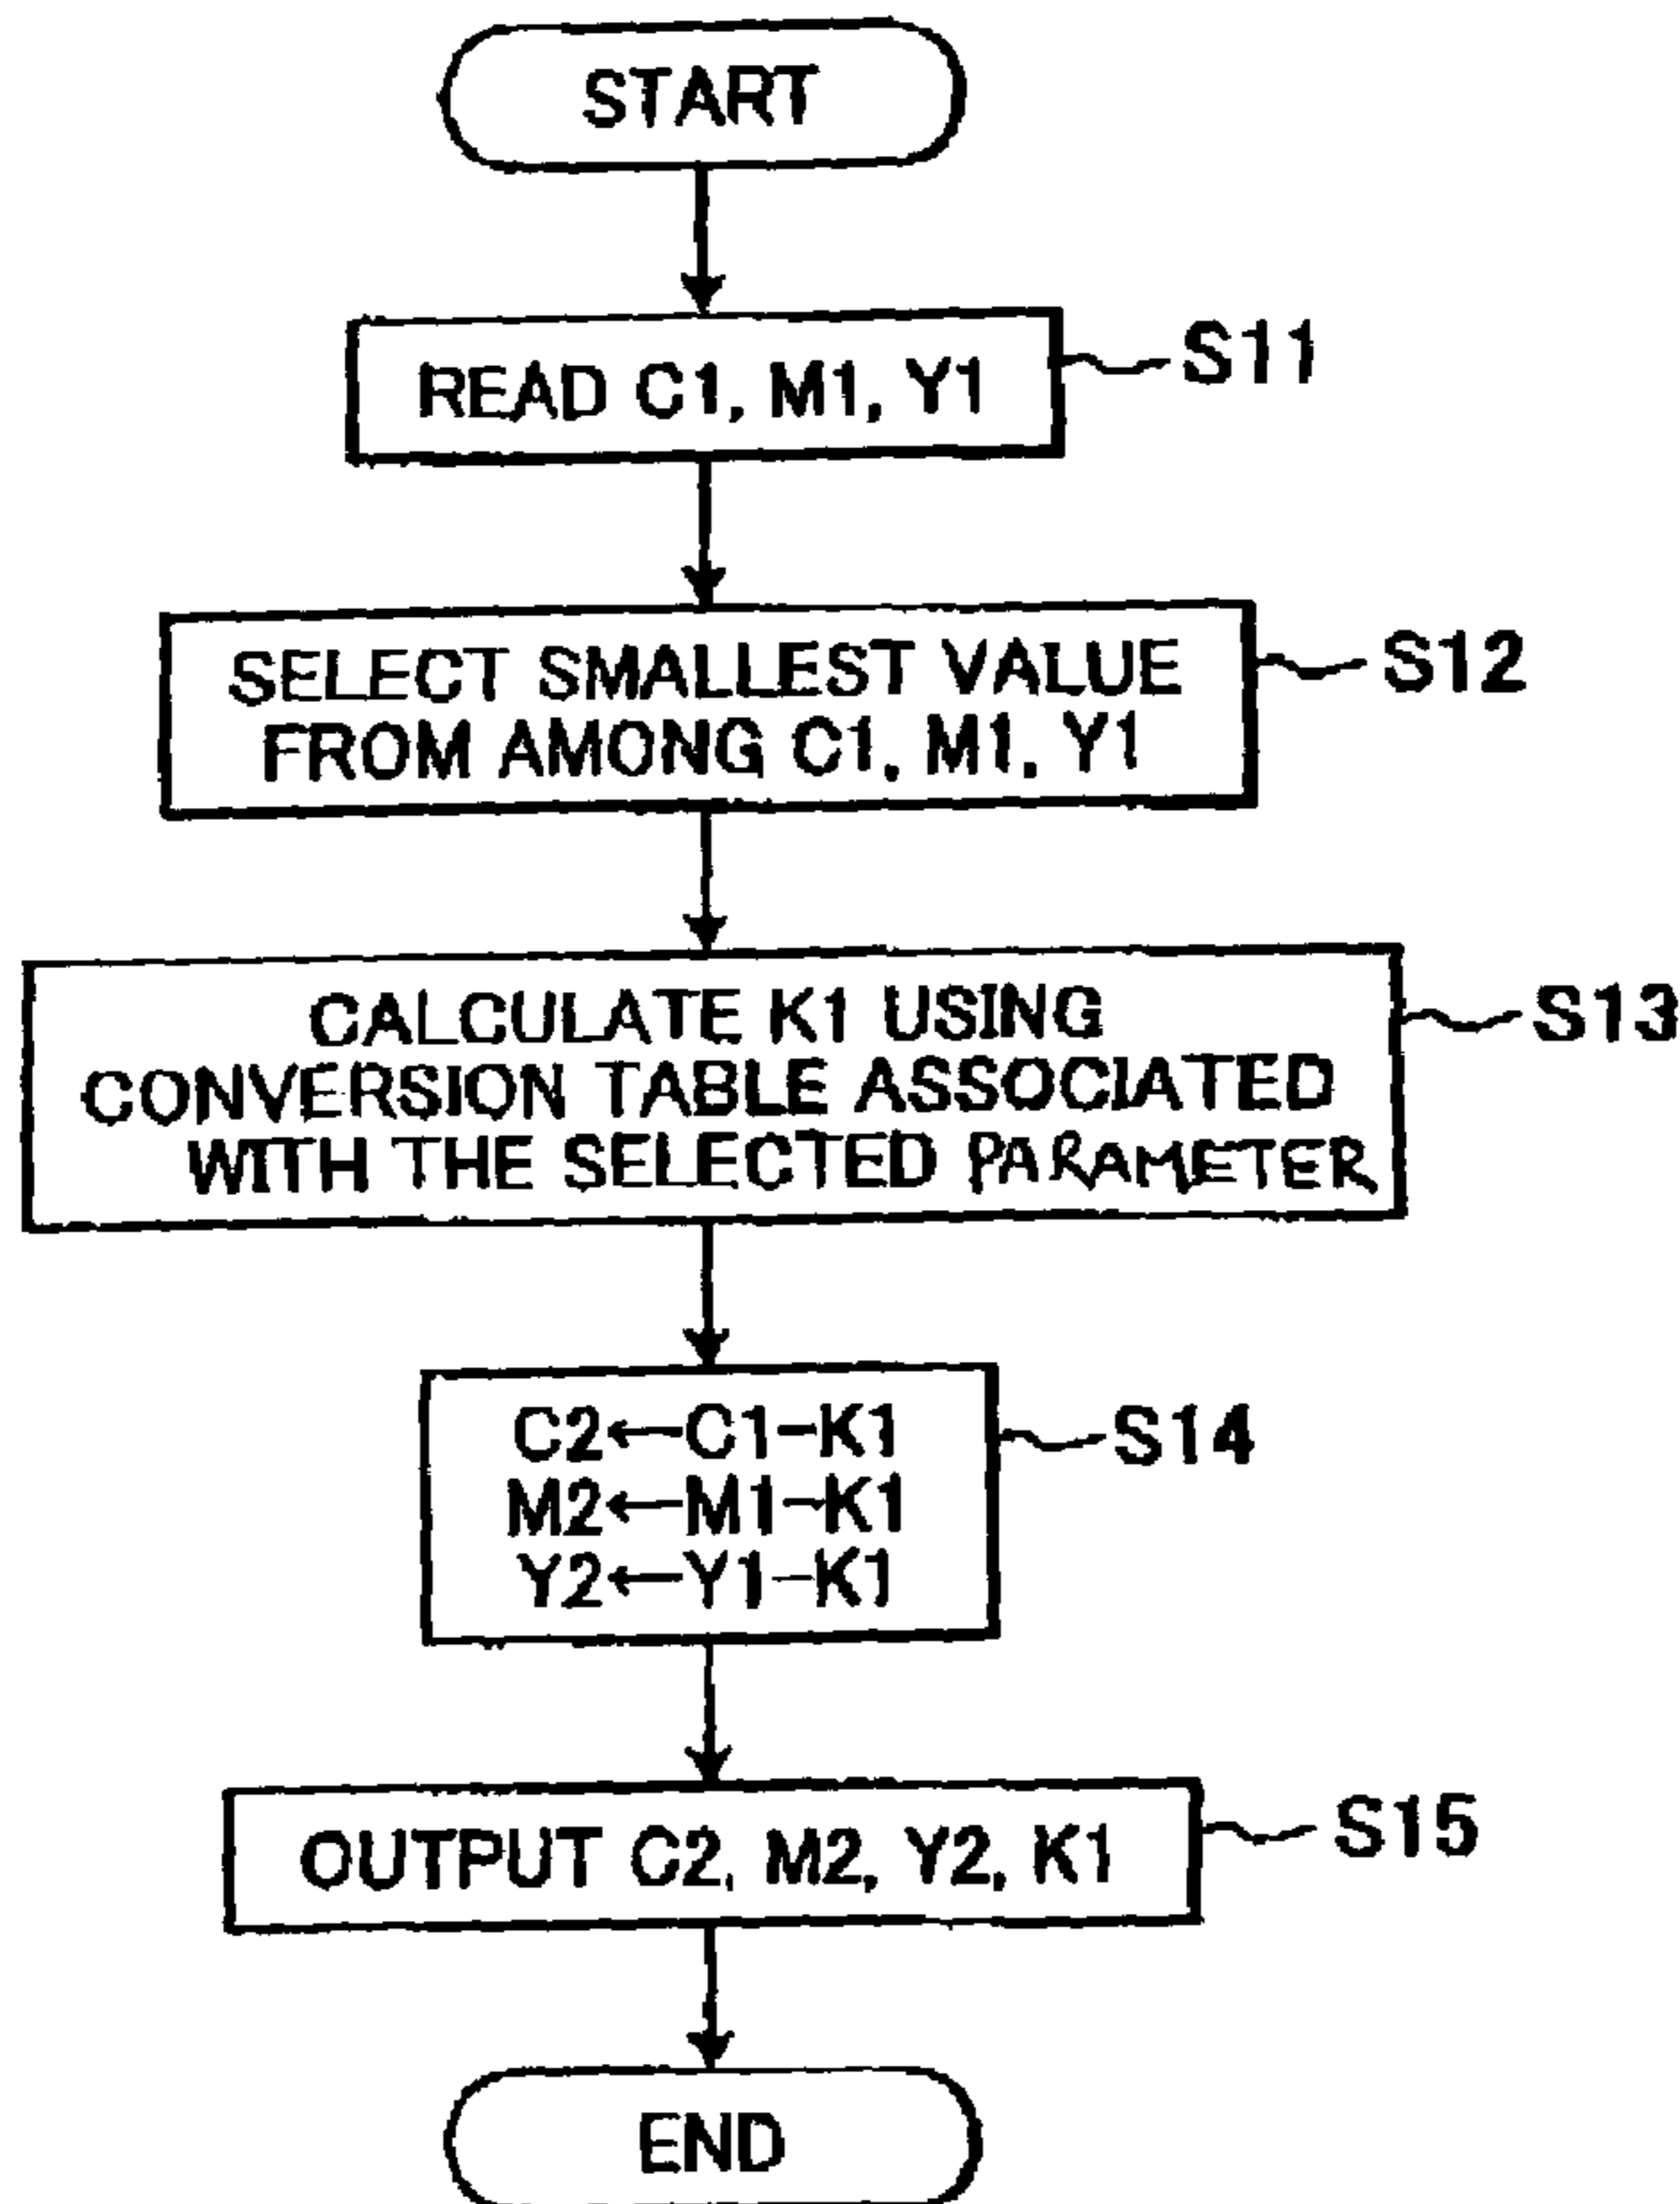 START
READ C1, M1, Y1
S11
SELECT SMALLEST VALUE
FROM AMONG C1, M1, Y1
S12
CALCULATE K1 USING
CONVERSION TABLE ASSOCIATED
WITH THE SELECTED PARAMETER
S13
C2←C1-K1
M2←M1-K1
Y2←Y1-K1
S14
OUTPUT C2, M2, Y2, K1
S15
END